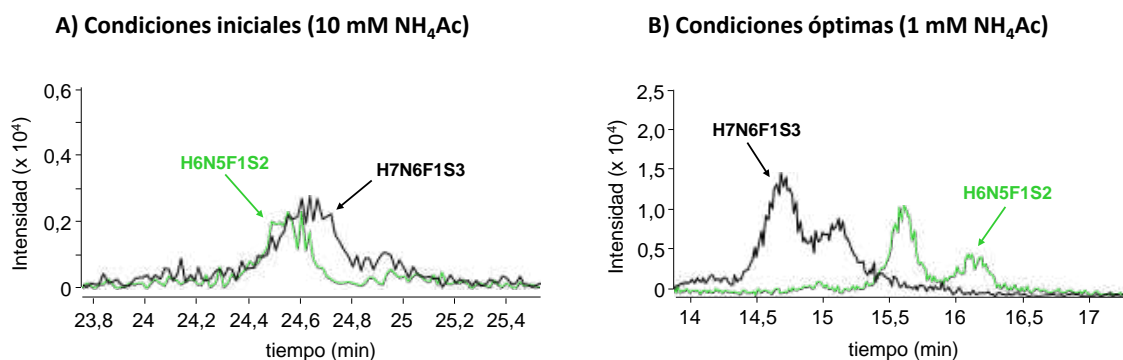 A) Condiciones iniciales (10 mM NH₄Ac)
0,6
0,4
0,2
0
Intensidad (x 10⁴)
H6N5F1S2
H7N6F1S3
23,8 24 24,2 24,4 24,6 24,8 25 25,2 25,4
tiempo (min)
B) Condiciones óptimas (1 mM NH₄Ac)
2,5
2,0
1,5
1,0
0,5
0
Intensidad (x 10⁴)
H7N6F1S3
H6N5F1S2
14 14,5 15 15,5 16 16,5 17
tiempo (min)